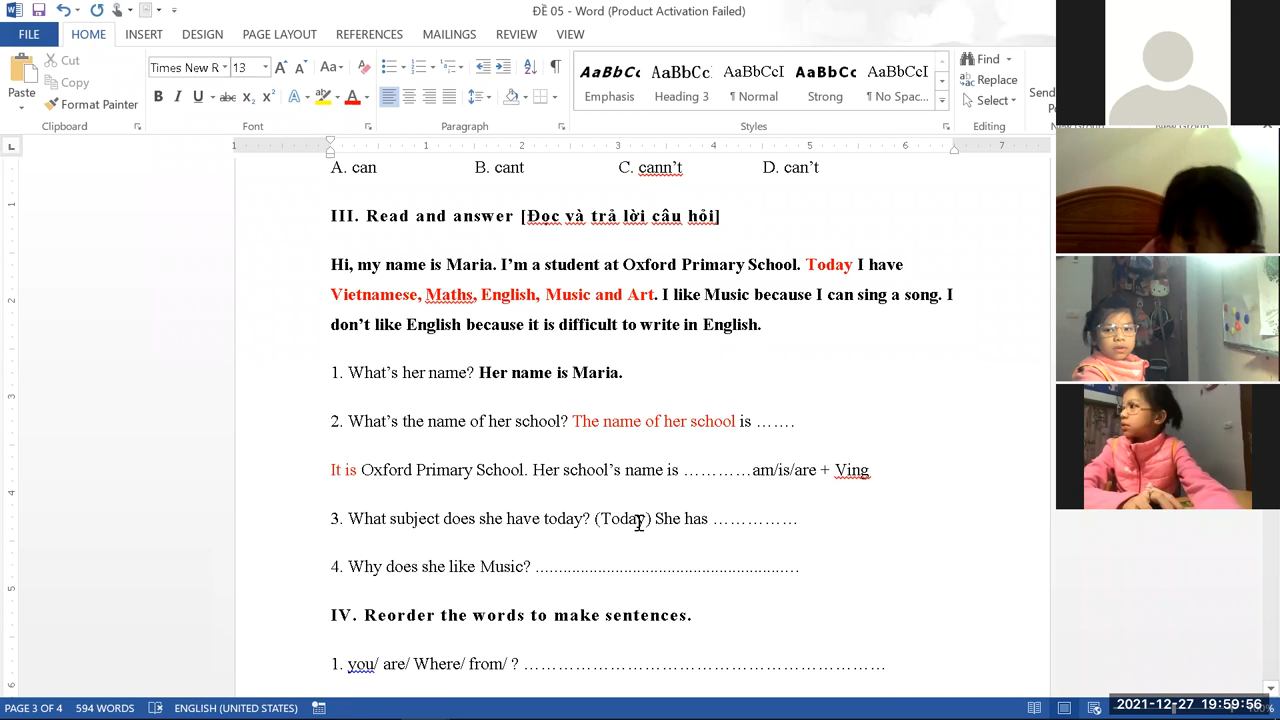 ĐỀ 05 - Word (Product Activation Failed)
FILE HOME INSERT DESIGN PAGE LAYOUT REFERENCES MAILINGS REVIEW VIEW
Paste
Cut
Copy
Format Painter
Clipboard
Times New R 13
Font
Paragraph
AaBbCc AaBbCc AaBbCcI AaBbCc AaBbCcI
Emphasis Heading 3 ¶ Normal Strong ¶ No Spac...
Styles
Find
Replace
Select
Editing
Send
A. can B. cant C. cann’t D. can’t
III. Read and answer [Đọc và trả lời câu hỏi]
Hi, my name is Maria. I’m a student at Oxford Primary School. Today I have
Vietnamese, Maths, English, Music and Art. I like Music because I can sing a song. I
don’t like English because it is difficult to write in English.
1. What’s her name? Her name is Maria.
2. What’s the name of her school? The name of her school is …….
It is Oxford Primary School. Her school’s name is …………am/is/are + Ving
3. What subject does she have today? (Today) She has ……………
4. Why does she like Music? ............................................................
IV. Reorder the words to make sentences.
1. you/ are/ Where/ from/ ? ………………………………………………………
PAGE 3 OF 4 594 WORDS ENGLISH (UNITED STATES)
2021-12-27 19:59:56